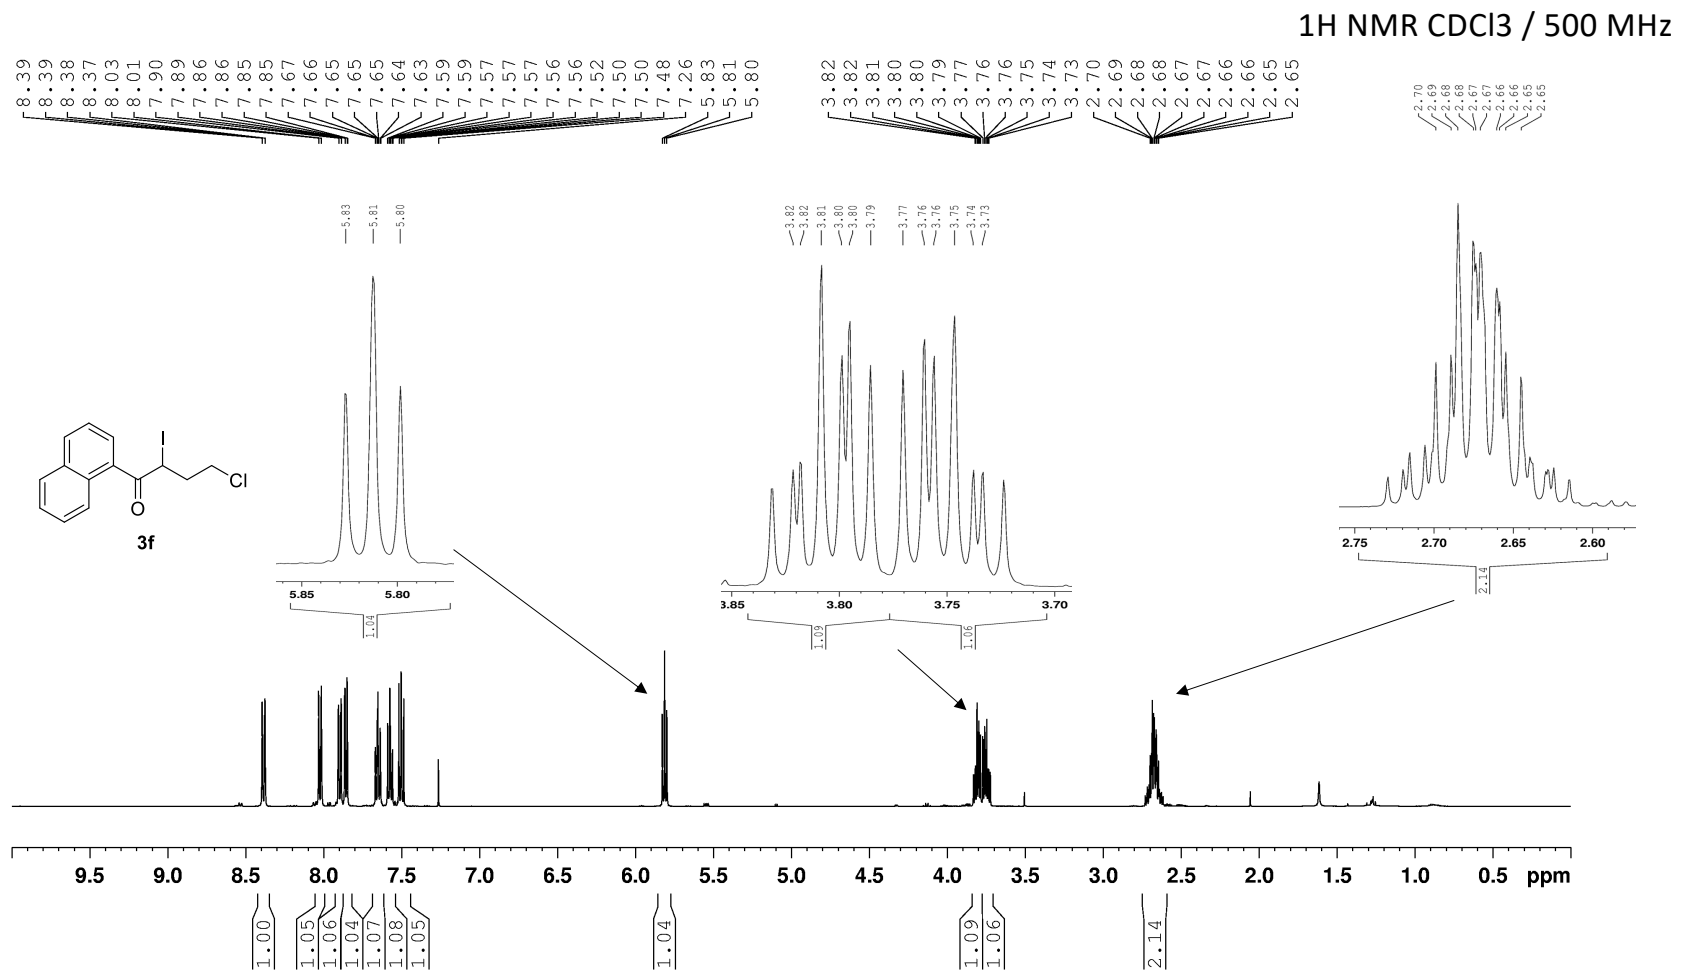 1H NMR CDCl3 / 500 MHz
8.39 8.39 8.38 8.37 8.03 8.01 7.90 7.89 7.86 7.86 7.85 7.85 7.67 7.66 7.65 7.65 7.65 7.64 7.63 7.59 7.59 7.57 7.57 7.57 7.56 7.56 7.52 7.50 7.50 7.48 7.26 5.83 5.81 5.80 3.82 3.82 3.81 3.80 3.80 3.79 3.77 3.76 3.76 3.75 3.74 3.73 2.70 2.69 2.68 2.68 2.67 2.67 2.66 2.66 2.65 2.65
2.70 2.69 2.68 2.68 2.67 2.67 2.66 2.66 2.65 2.65
5.83 5.81 5.80
3.82 3.82 3.81 3.80 3.80 3.79 3.77 3.76 3.76 3.75 3.74 3.73
I
Cl
O
3f
2.75 2.70 2.65 2.60
2.14
5.85 5.80
1.04
3.85 3.80 3.75 3.70
1.09 1.06
9.5 9.0 8.5 8.0 7.5 7.0 6.5 6.0 5.5 5.0 4.5 4.0 3.5 3.0 2.5 2.0 1.5 1.0 0.5 ppm
1.00 1.05 1.06 1.04 1.07 1.08 1.05 1.04 1.09 1.06 2.14